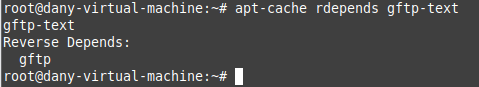 root@dany-virtual-machine:~# apt-cache rdepends gftp-text
gftp-text
Reverse Depends:
  gftp
root@dany-virtual-machine:~#